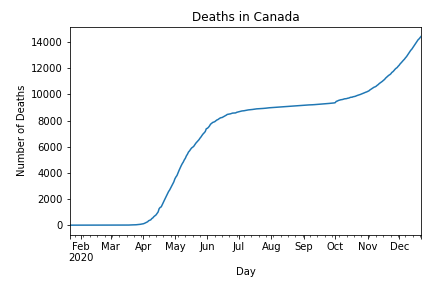 Deaths in Canada
Number of Deaths
14000
12000
10000
8000
6000
4000
2000
0
Feb Mar Apr May Jun Jul Aug Sep Oct Nov Dec
2020
Day